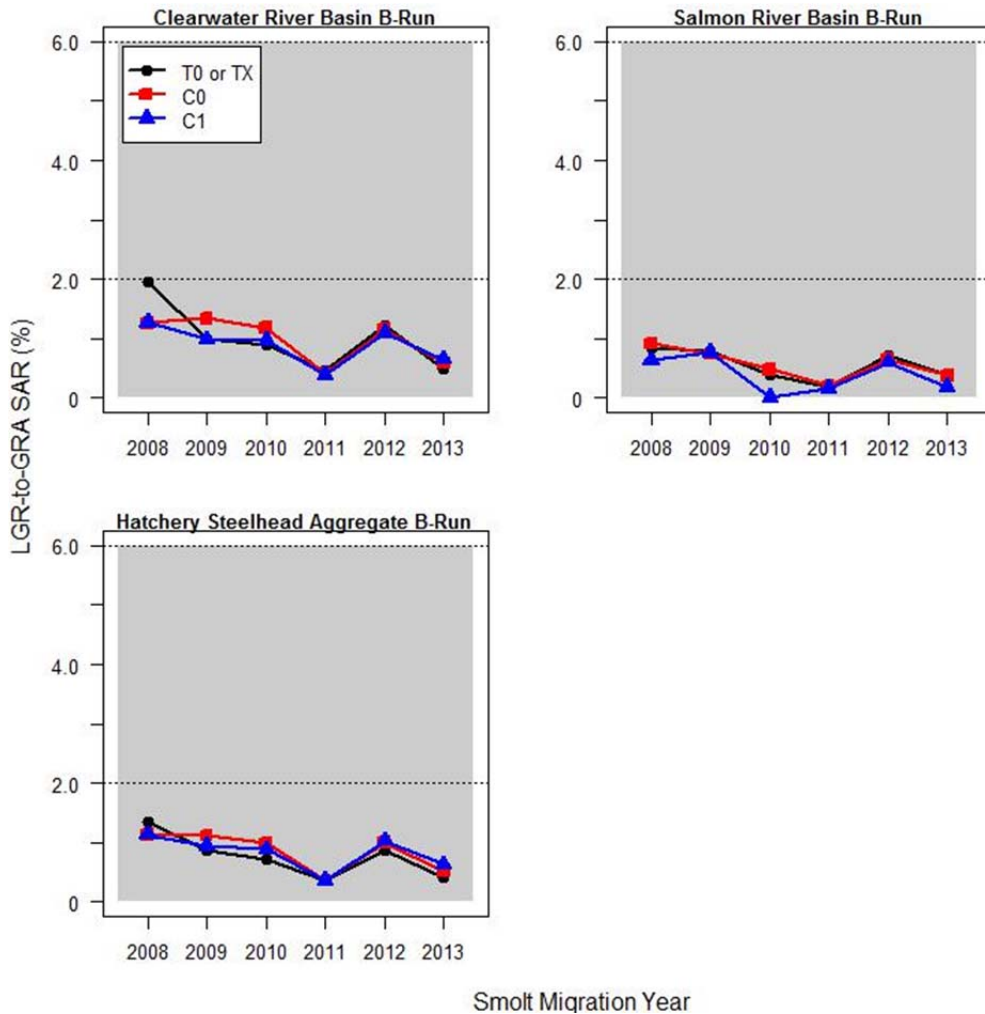 Clearwater River Basin B-Run
6.0
4.0
2.0
0
T0 or TX
C0
C1
2008 2009 2010 2011 2012 2013
Salmon River Basin B-Run
6.0
4.0
2.0
0
2008 2009 2010 2011 2012 2013
LGR-to-GRA SAR (%)
Hatchery Steelhead Aggregate B-Run
6.0
4.0
2.0
0
2008 2009 2010 2011 2012 2013
Smolt Migration Year